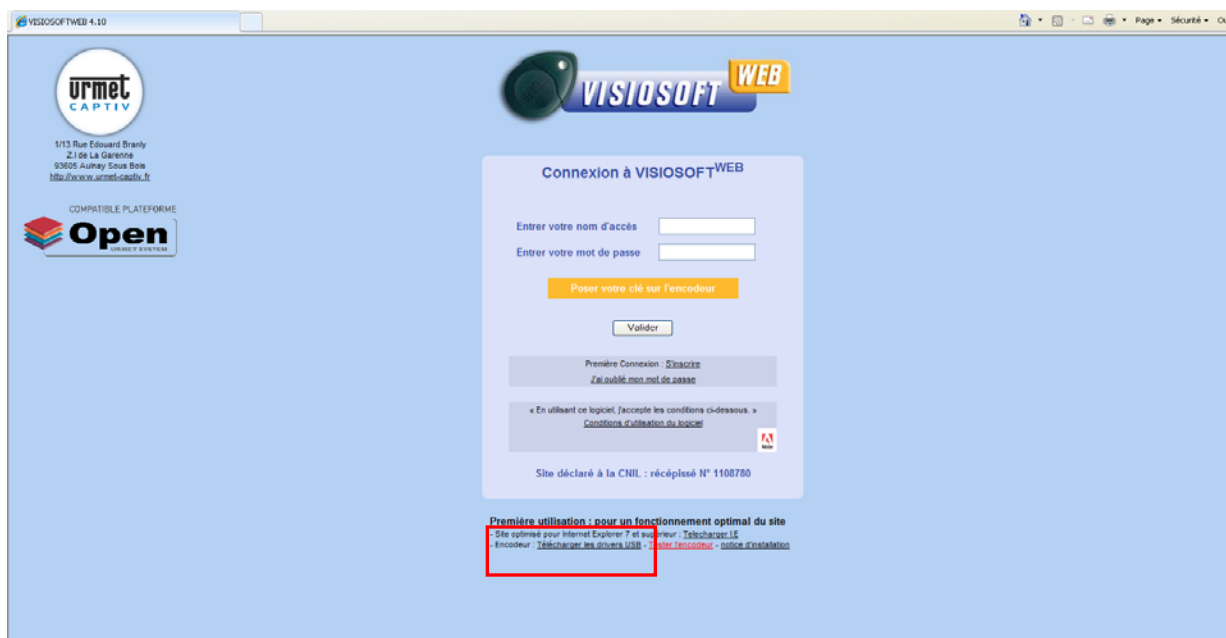 VISIOSOFTWEB 4.10
Page
Sécurité
urmet
CAPTIV
1/13 Rue Edouard Branly
Z.I de La Garenne
93605 Aulnay Sous Bois
http://www.urmet-captiv.fr
COMPATIBLE PLATEFORME
Open
URMET SYSTEM
VISIOSOFT WEB
Connexion à VISIOSOFTWEB
Entrer votre nom d'accès
Entrer votre mot de passe
Poser votre clé sur l'encodeur
Valider
Première Connexion : S'inscrire
J'ai oublié mon mot de passe
« En utilisant ce logiciel, j'accepte les conditions ci-dessous. »
Conditions d'utilisation du logiciel
Adobe
Site déclaré à la CNIL : récépissé N° 1108780
Première utilisation : pour un fonctionnement optimal du site
- Site optimisé pour Internet Explorer 7 et supérieur : Telecharger I.E
- Encodeur : Télécharger les drivers USB - Tester l'encodeur - notice d'installation